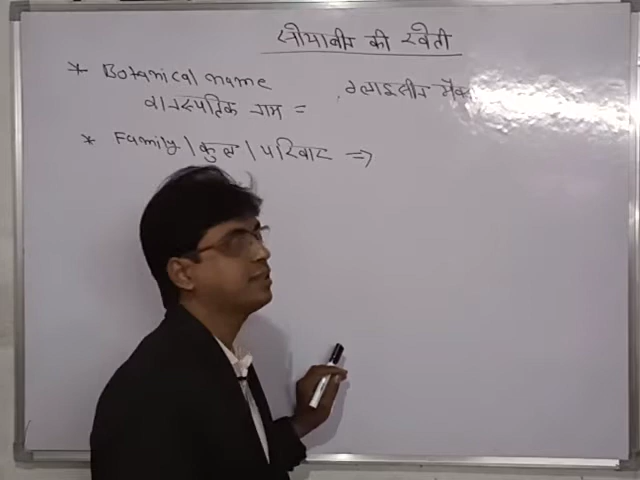 सोयाबीन की खेती
* Botanical name
वानस्पतिक नाम = ग्लाइसीन मैक्स
* Family / कुल / परिवार ⇒